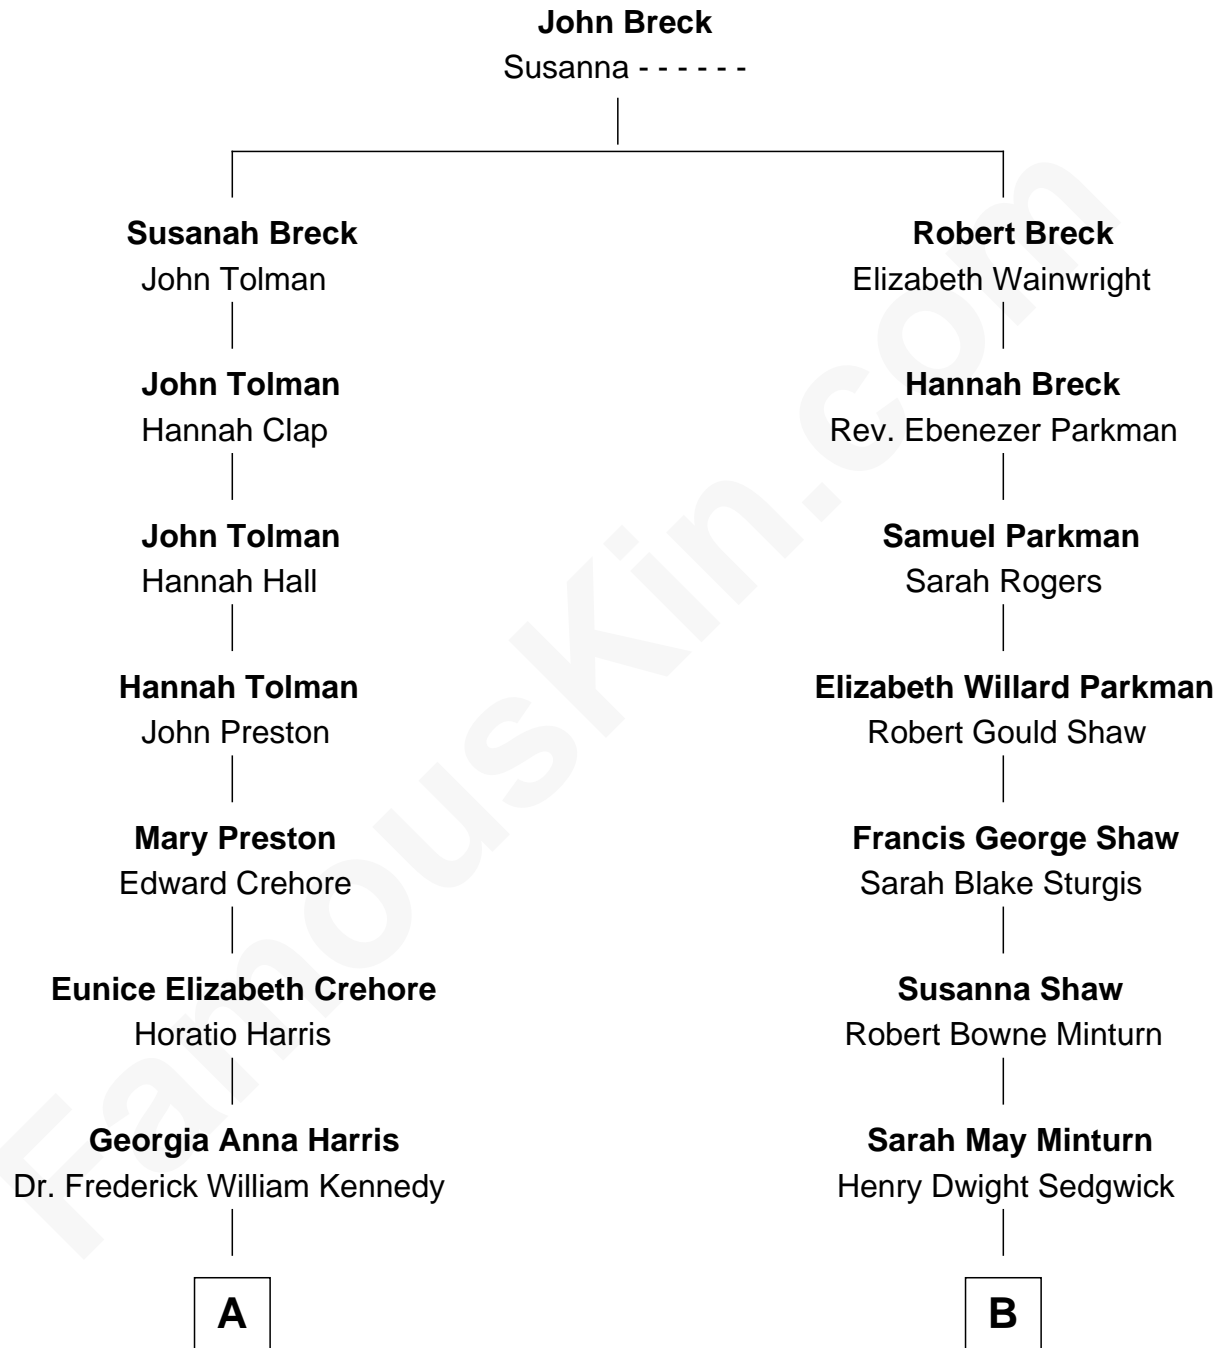 John Breck
Susanna - - - - - -
Susanah Breck
John Tolman
Robert Breck
Elizabeth Wainwright
John Tolman
Hannah Clap
Hannah Breck
Rev. Ebenezer Parkman
John Tolman
Hannah Hall
Samuel Parkman
Sarah Rogers
Hannah Tolman
John Preston
Elizabeth Willard Parkman
Robert Gould Shaw
Mary Preston
Edward Crehore
Francis George Shaw
Sarah Blake Sturgis
Eunice Elizabeth Crehore
Horatio Harris
Susanna Shaw
Robert Bowne Minturn
Georgia Anna Harris
Dr. Frederick William Kennedy
Sarah May Minturn
Henry Dwight Sedgwick
A
B
FamousKin.com